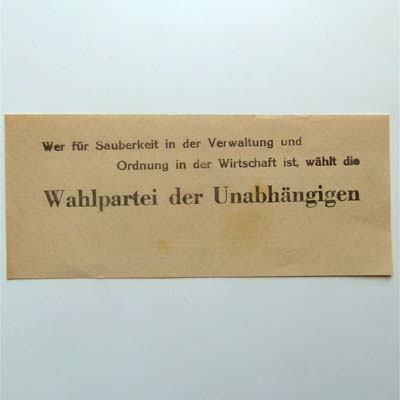 Wer für Sauberkeit in der Verwaltung und
Ordnung in der Wirtschaft ist, wählt die
Wahlpartei der Unabhängigen